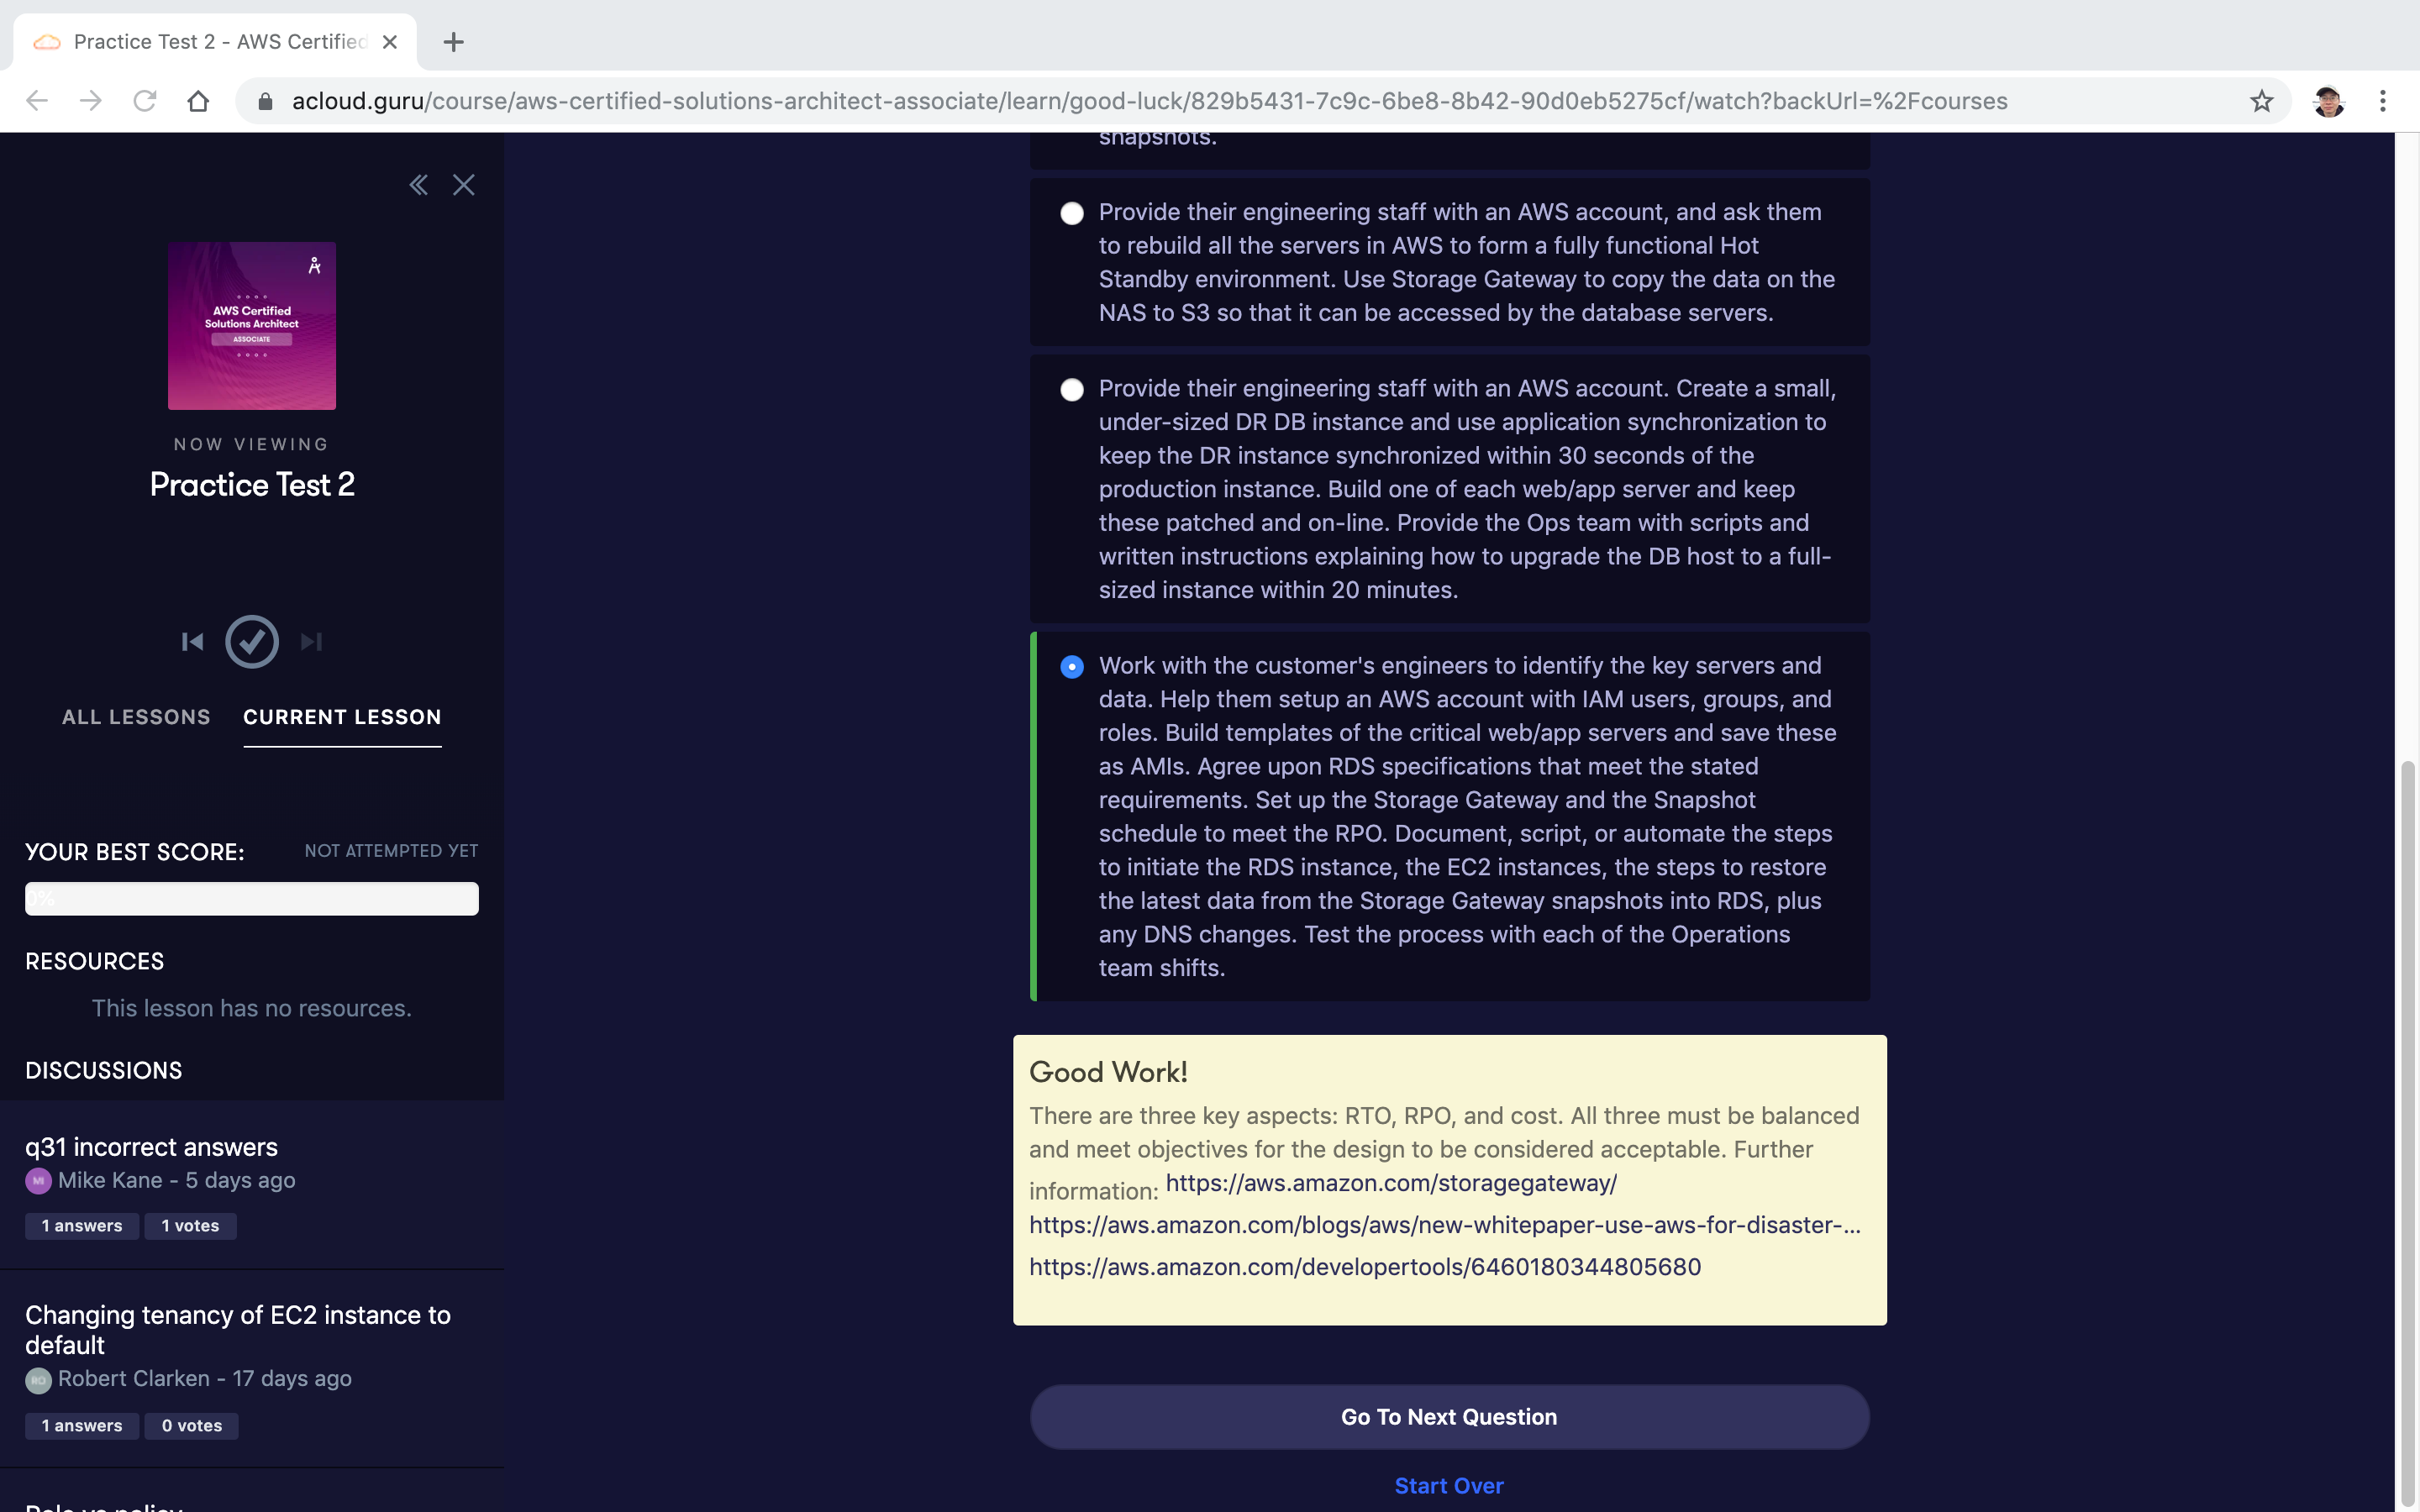 Practice Test 2 - AWS Certified
acloud.guru/course/aws-certified-solutions-architect-associate/learn/good-luck/829b5431-7c9c-6be8-8b42-90d0eb5275cf/watch?backUrl=%2Fcourses
AWS Certified
Solutions Architect
ASSOCIATE
NOW VIEWING
Practice Test 2
ALL LESSONS
CURRENT LESSON
YOUR BEST SCORE:
NOT ATTEMPTED YET
0%
RESOURCES
This lesson has no resources.
DISCUSSIONS
q31 incorrect answers
MI
Mike Kane - 5 days ago
1 answers
1 votes
Changing tenancy of EC2 instance to
default
RO
Robert Clarken - 17 days ago
1 answers
0 votes
Role vs policy
snapshots.
Provide their engineering staff with an AWS account, and ask them
to rebuild all the servers in AWS to form a fully functional Hot
Standby environment. Use Storage Gateway to copy the data on the
NAS to S3 so that it can be accessed by the database servers.
Provide their engineering staff with an AWS account. Create a small,
under-sized DR DB instance and use application synchronization to
keep the DR instance synchronized within 30 seconds of the
production instance. Build one of each web/app server and keep
these patched and on-line. Provide the Ops team with scripts and
written instructions explaining how to upgrade the DB host to a full-
sized instance within 20 minutes.
Work with the customer's engineers to identify the key servers and
data. Help them setup an AWS account with IAM users, groups, and
roles. Build templates of the critical web/app servers and save these
as AMIs. Agree upon RDS specifications that meet the stated
requirements. Set up the Storage Gateway and the Snapshot
schedule to meet the RPO. Document, script, or automate the steps
to initiate the RDS instance, the EC2 instances, the steps to restore
the latest data from the Storage Gateway snapshots into RDS, plus
any DNS changes. Test the process with each of the Operations
team shifts.
Good Work!
There are three key aspects: RTO, RPO, and cost. All three must be balanced
and meet objectives for the design to be considered acceptable. Further
information: https://aws.amazon.com/storagegateway/
https://aws.amazon.com/blogs/aws/new-whitepaper-use-aws-for-disaster-...
https://aws.amazon.com/developertools/6460180344805680
Go To Next Question
Start Over